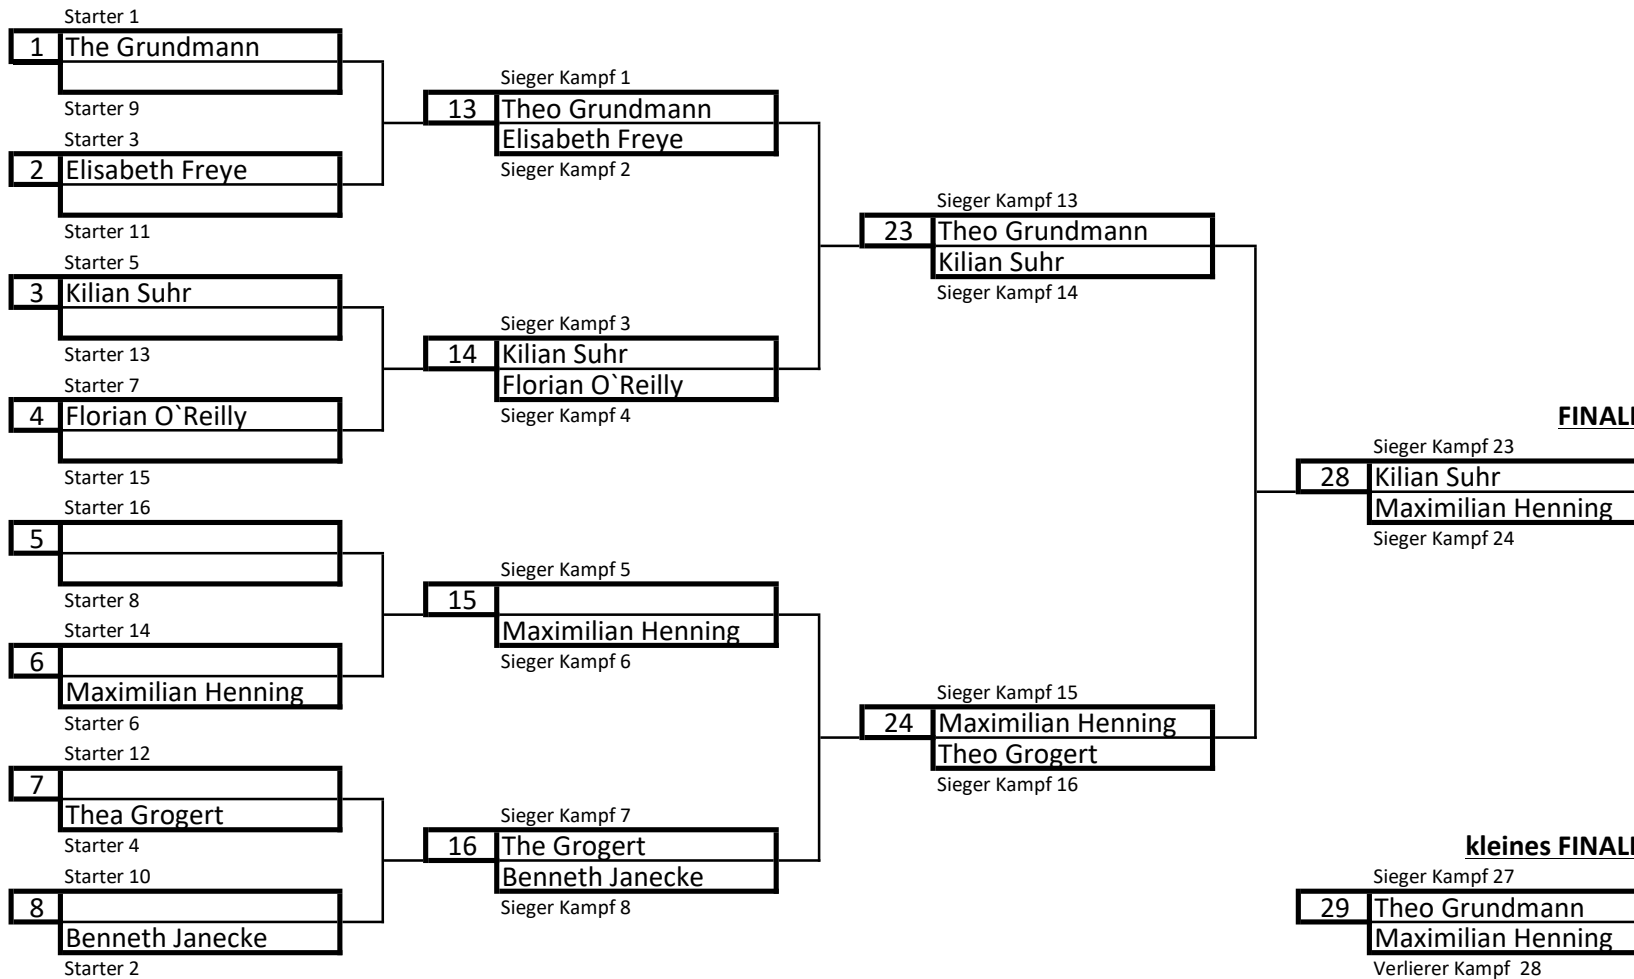 Starter 1
1 The Grundmann
Starter 9
Starter 3
2 Elisabeth Freye
Starter 11
Starter 5
3 Kilian Suhr
Starter 13
Starter 7
4 Florian O`Reilly
Starter 15
Starter 16
5
Starter 8
Starter 14
6
Maximilian Henning
Starter 6
Starter 12
7
Thea Grogert
Starter 4
Starter 10
8
Benneth Janecke
Starter 2
Sieger Kampf 1
13 Theo Grundmann
Elisabeth Freye
Sieger Kampf 2
Sieger Kampf 3
14 Kilian Suhr
Florian O`Reilly
Sieger Kampf 4
Sieger Kampf 5
15
Maximilian Henning
Sieger Kampf 6
Sieger Kampf 7
16 The Grogert
Benneth Janecke
Sieger Kampf 8
Sieger Kampf 13
23 Theo Grundmann
Kilian Suhr
Sieger Kampf 14
Sieger Kampf 15
24 Maximilian Henning
Theo Grogert
Sieger Kampf 16
FINAL
Sieger Kampf 23
28 Kilian Suhr
Maximilian Henning
Sieger Kampf 24
kleines FINAL
Sieger Kampf 27
29 Theo Grundmann
Maximilian Henning
Verlierer Kampf 28